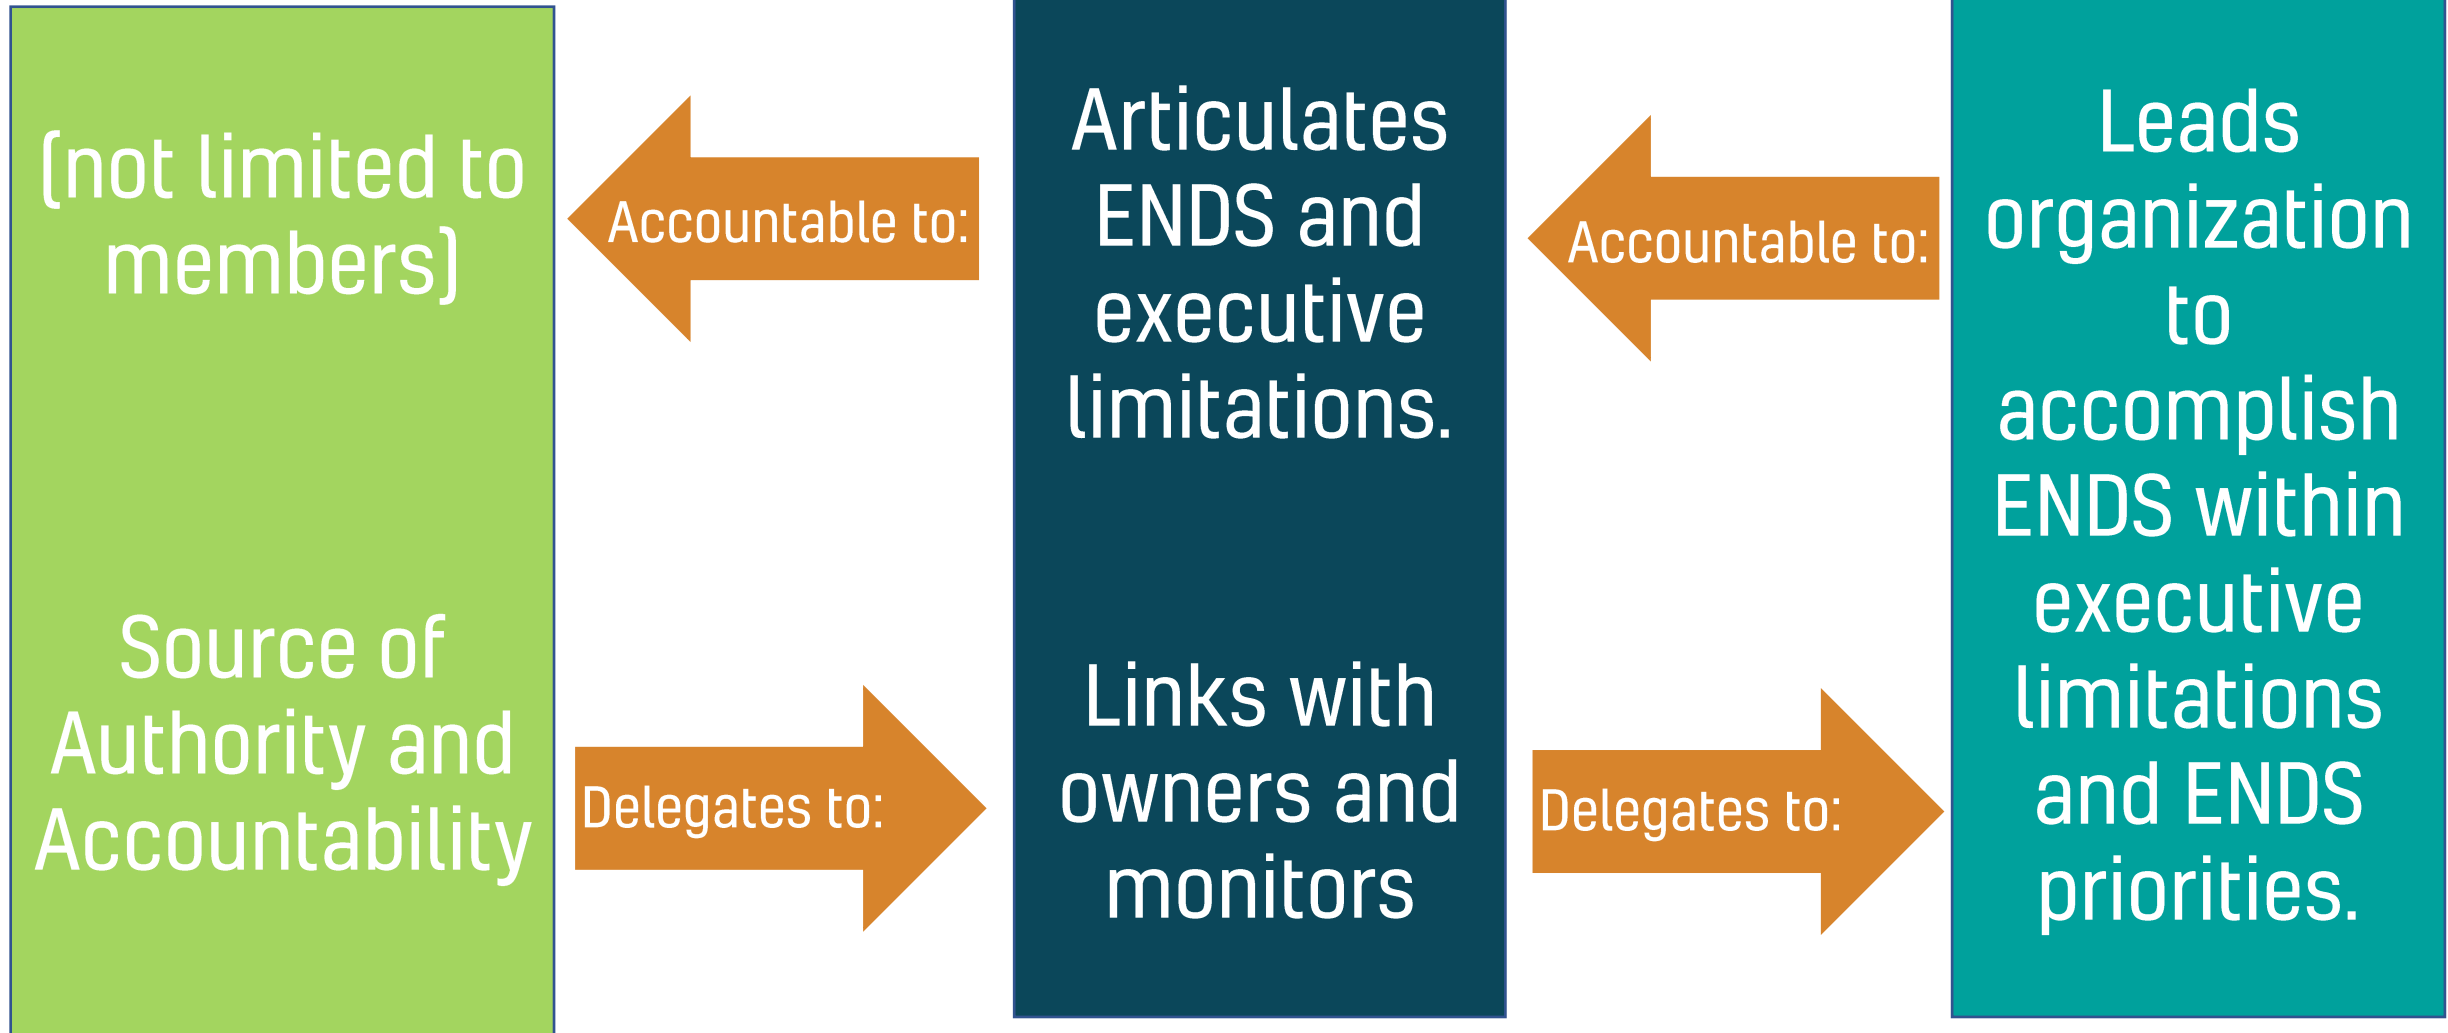 (not limited to
members)
Source of
Authority and
Accountability
Accountable to:
Delegates to:
Articulates
ENDS and
executive
limitations.
Links with
owners and
monitors
Accountable to:
Delegates to:
Leads
organization
to
accomplish
ENDS within
executive
limitations
and ENDS
priorities.